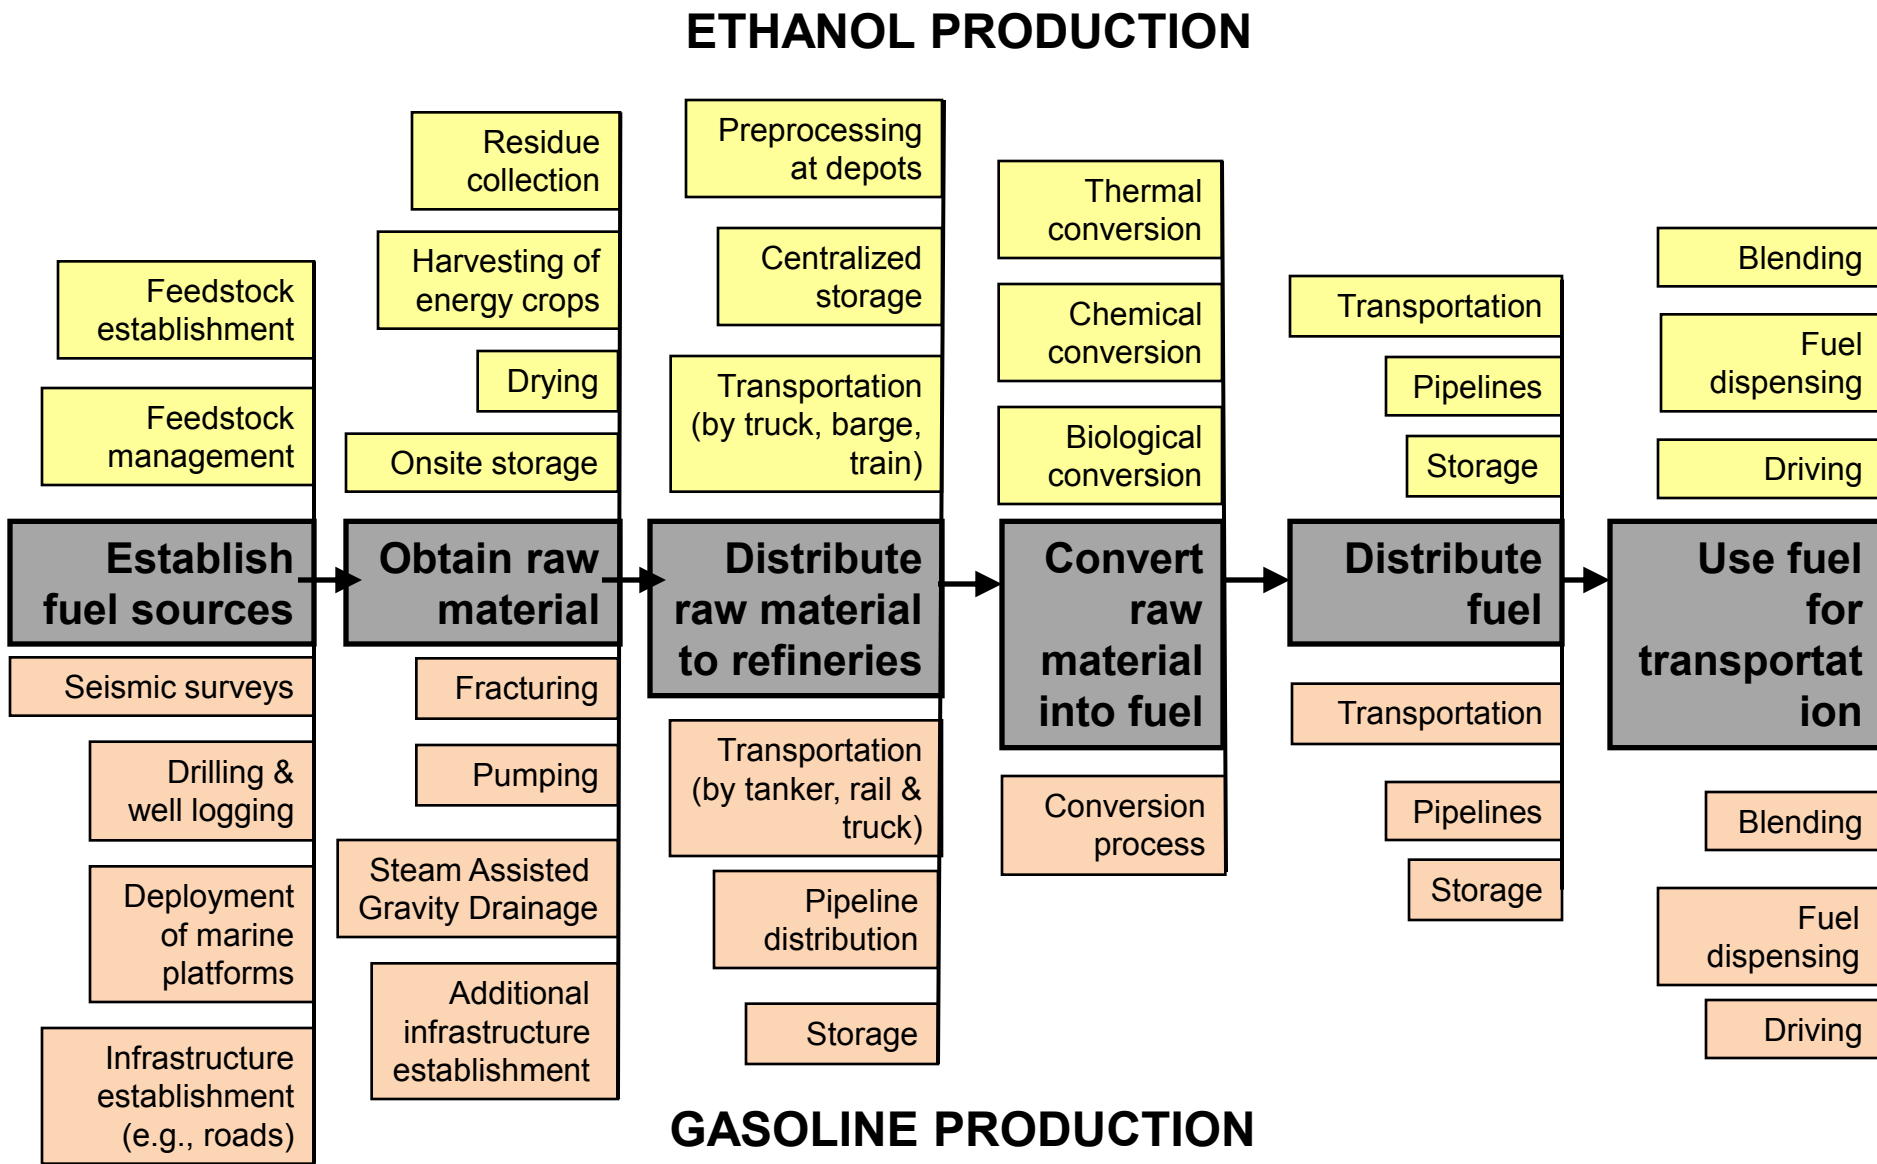 ETHANOL PRODUCTION
Feedstock
establishment
Feedstock
management
Residue
collection
Harvesting of
energy crops
Drying
Onsite storage
Preprocessing
at depots
Centralized
storage
Transportation
(by truck, barge,
train)
Thermal
conversion
Chemical
conversion
Biological
conversion
Transportation
Pipelines
Storage
Blending
Fuel
dispensing
Driving
Establish
fuel sources
Obtain raw
material
Distribute
raw material
to refineries
Convert
raw
material
into fuel
Distribute
fuel
Use fuel
for
transportat
ion
Seismic surveys
Drilling &
well logging
Deployment
of marine
platforms
Infrastructure
establishment
(e.g., roads)
Fracturing
Pumping
Steam Assisted
Gravity Drainage
Additional
infrastructure
establishment
Transportation
(by tanker, rail &
truck)
Pipeline
distribution
Storage
Conversion
process
Transportation
Pipelines
Storage
Blending
Fuel
dispensing
Driving
GASOLINE PRODUCTION